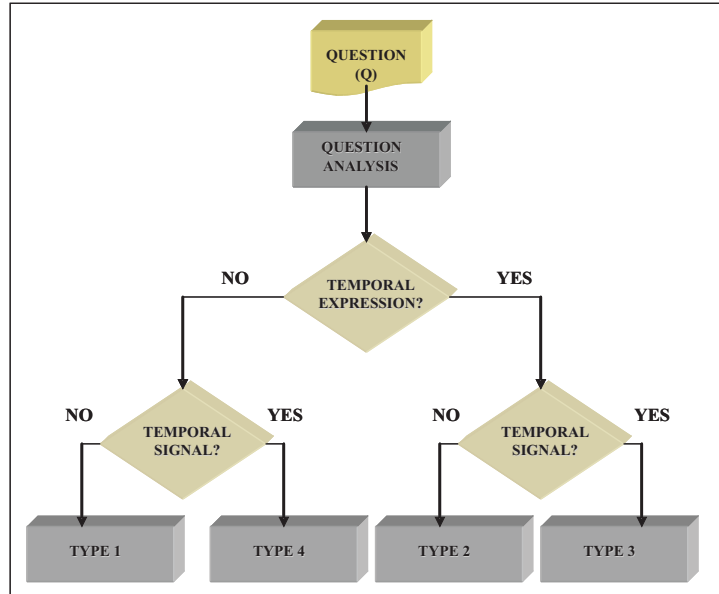 QUESTION
(Q)
QUESTION
ANALYSIS
NO
YES
TEMPORAL
EXPRESSION?
NO
YES
NO
YES
TEMPORAL
SIGNAL?
TEMPORAL
SIGNAL?
TYPE 1
TYPE 4
TYPE 2
TYPE 3